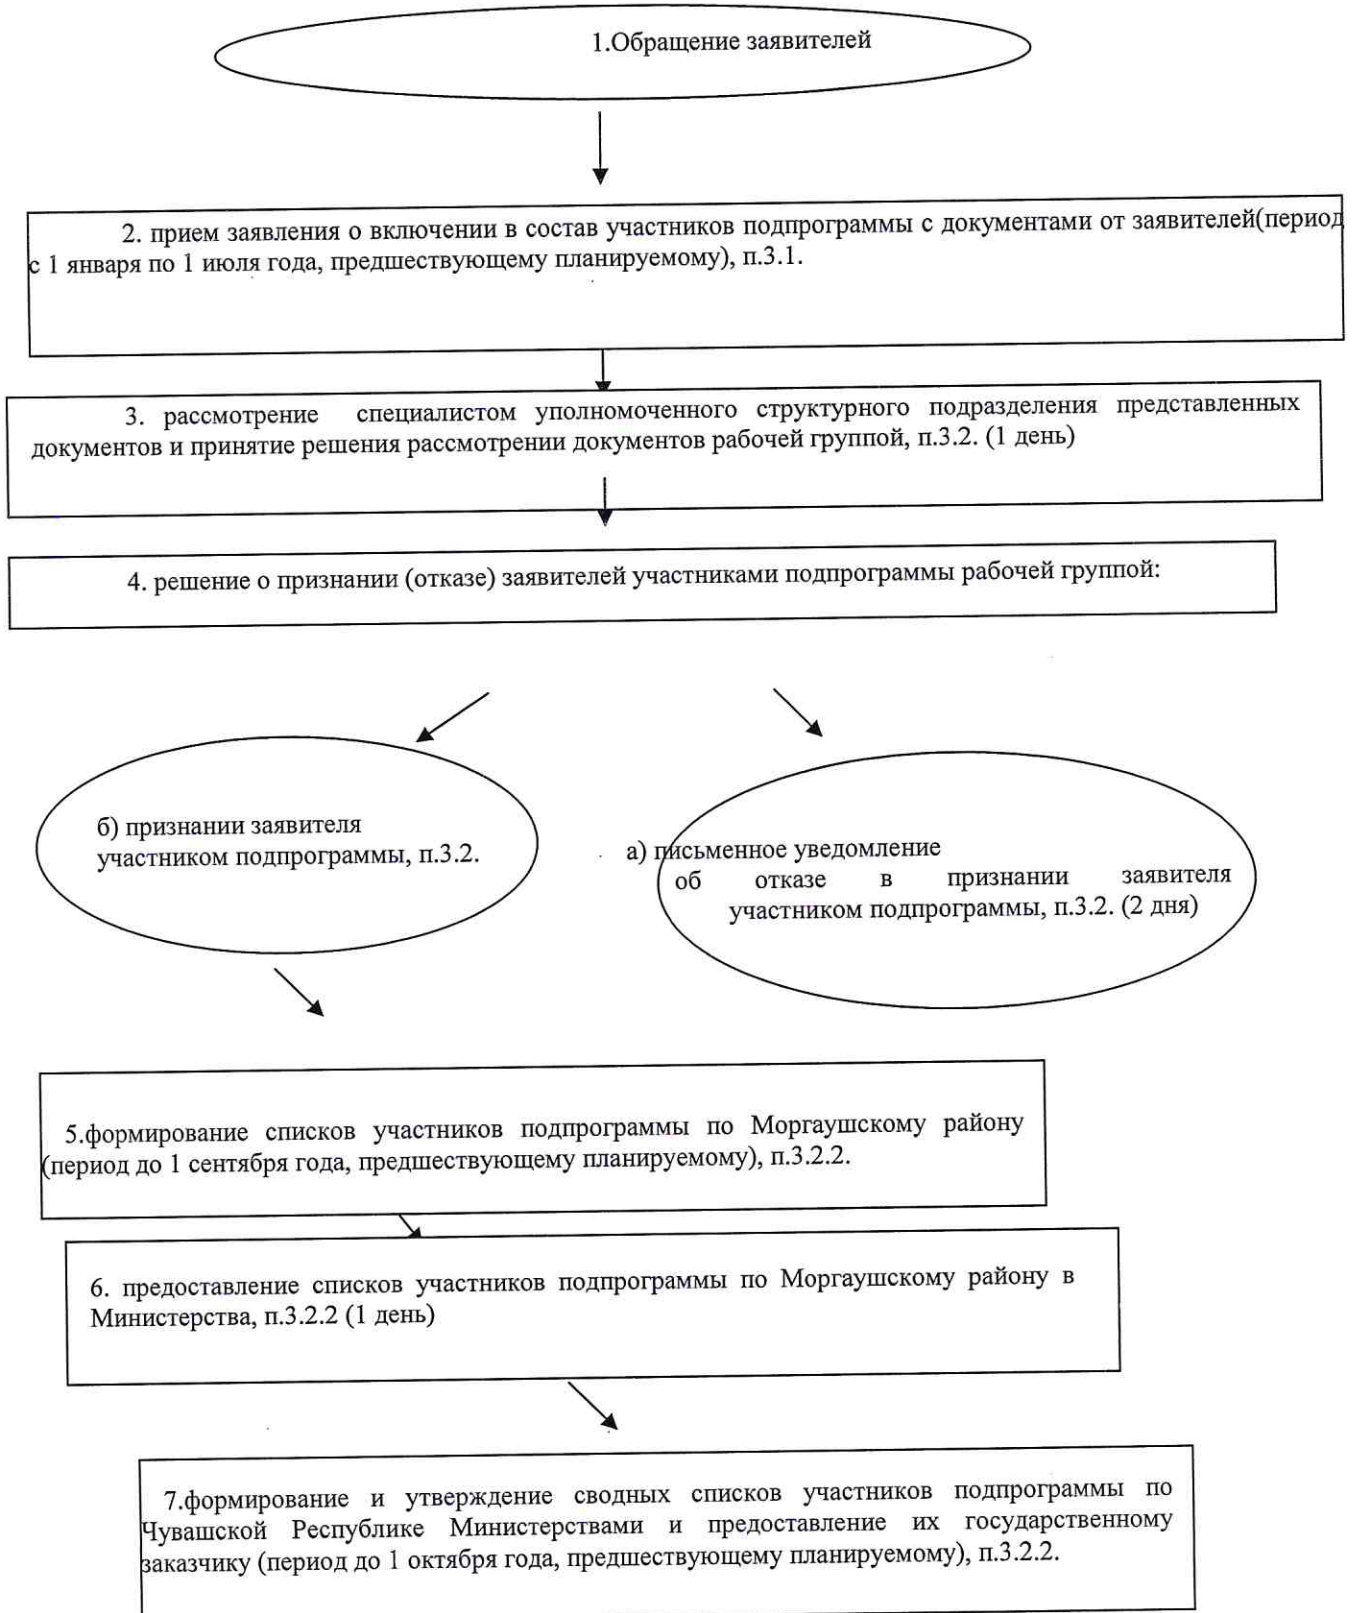 1.Обращение заявителей
2. прием заявления о включении в состав участников подпрограммы с документами от заявителей(период
с 1 января по 1 июля года, предшествующему планируемому), п.3.1.
3. рассмотрение специалистом уполномоченного структурного подразделения представленных
документов и принятие решения рассмотрении документов рабочей группой, п.3.2. (1 день)
4. решение о признании (отказе) заявителей участниками подпрограммы рабочей группой:
б) признании заявителя
участником подпрограммы, п.3.2.
а) письменное уведомление
об отказе в признании заявителя
участником подпрограммы, п.3.2. (2 дня)
5.формирование списков участников подпрограммы по Моргаушскому району
(период до 1 сентября года, предшествующему планируемому), п.3.2.2.
6. предоставление списков участников подпрограммы по Моргаушскому району в
Министерства, п.3.2.2 (1 день)
7.формирование и утверждение сводных списков участников подпрограммы по
Чувашской Республике Министерствами и предоставление их государственному
заказчику (период до 1 октября года, предшествующему планируемому), п.3.2.2.